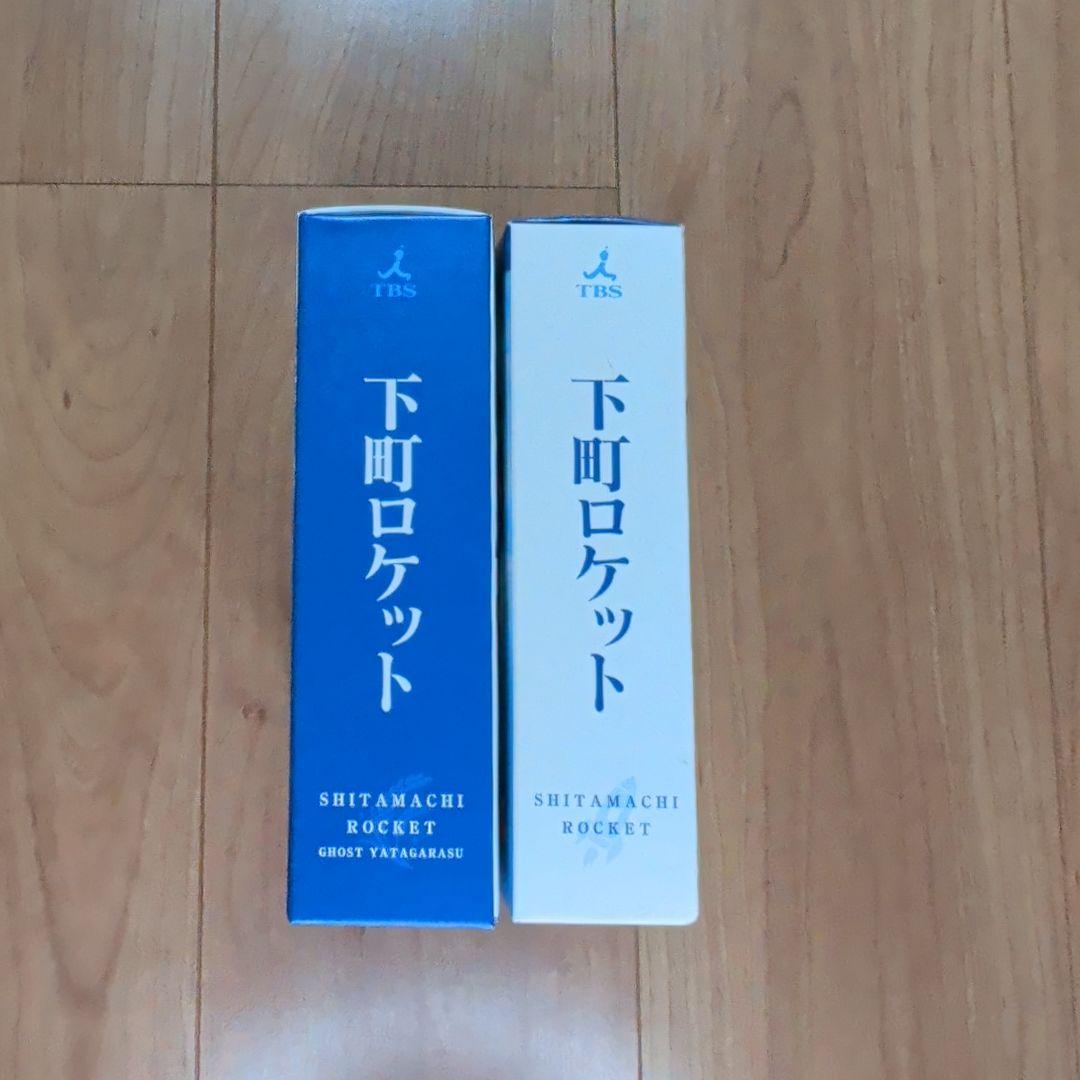 TBS
下町ロケット
SHITAMACHI
ROCKET
GHOST YATAGARASU
TBS
下町ロケット
SHITAMACHI
ROCKET